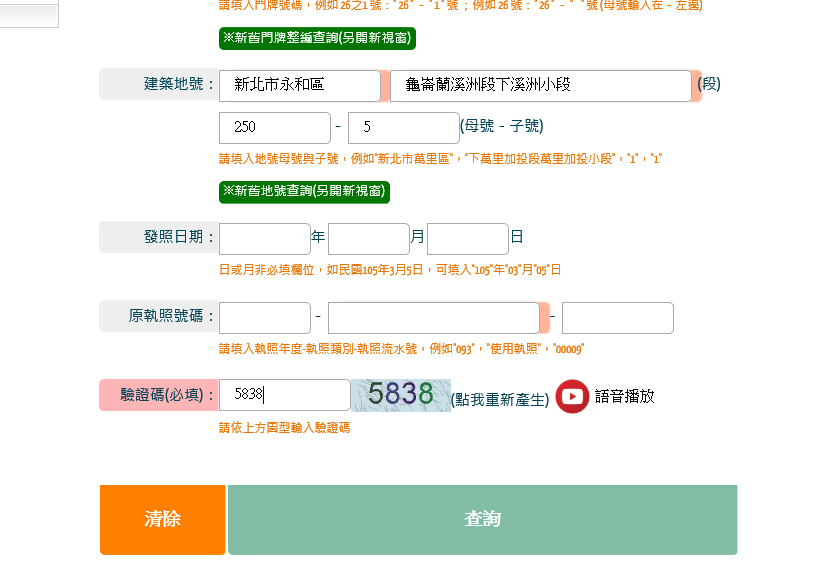 請填入門牌號碼，例如 26之1 號："26" - "1" 號 ；例如 26 號："26" - " "號 (母號輸入在 - 左邊)
※新舊門牌整編查詢(另開新視窗)
建築地號： 新北市永和區 龜崙蘭溪洲段下溪洲小段 (段)
250 - 5 (母號 - 子號)
請填入地號母號與子號，例如"新北市萬里區"，"下萬里加投段萬里加投小段"，"1"，"1"
※新舊地號查詢(另開新視窗)
發照日期： 年 月 日
日或月非必填欄位，如民國105年3月5日，可填入"105"年"03"月"05"日
原執照號碼： - -
請填入執照年度-執照類別-執照流水號，例如"093"，"使用執照"，"00009"
驗證碼(必填)： 5838 5838 (點我重新產生) 語音播放
請依上方圖型輸入驗證碼
清除 查詢